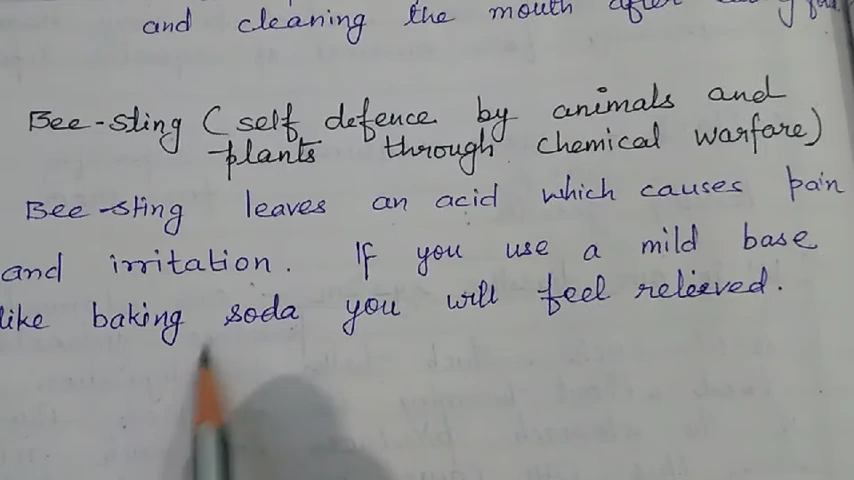 and cleaning the mouth after
Bee-sting ( self defence by animals and
plants through chemical warfare)
Bee-sting leaves an acid which causes pain
and irritation. If you use a mild base
like baking soda you will feel relieved.